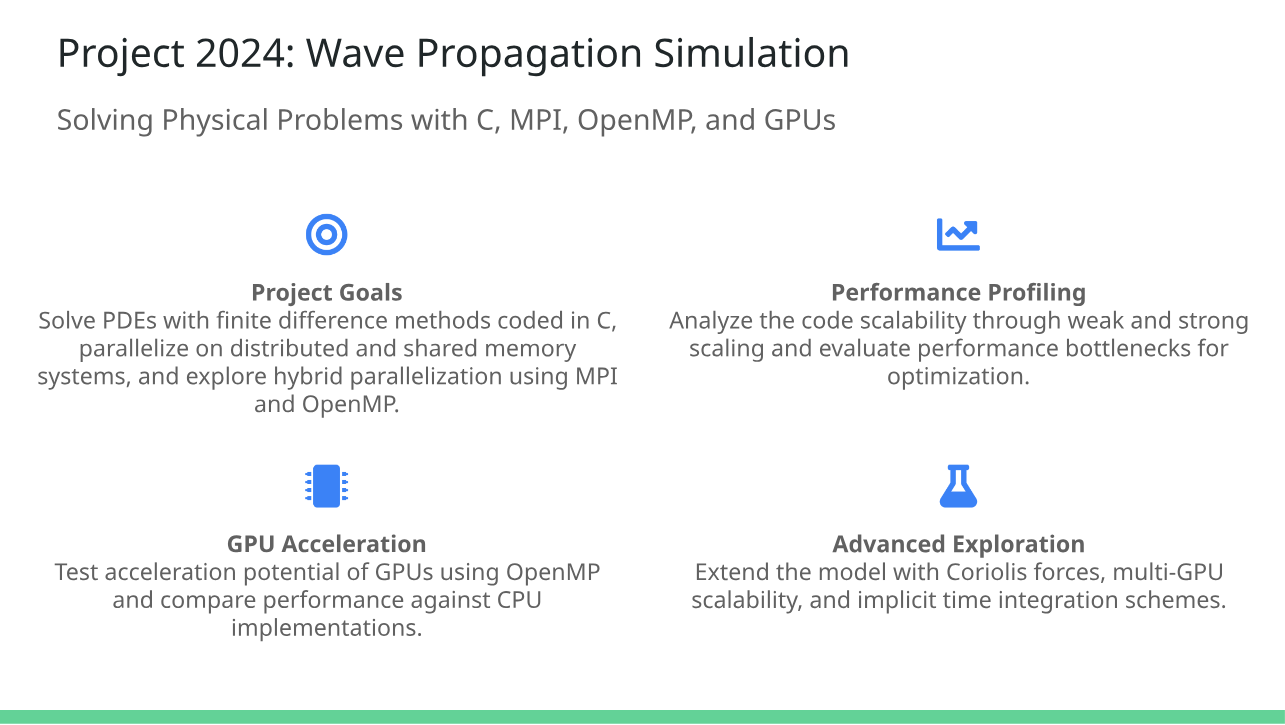 Project 2024: Wave Propagation Simulation
Solving Physical Problems with C, MPI, OpenMP, and GPUs
Project Goals
Solve PDEs with finite difference methods coded in C,
parallelize on distributed and shared memory
systems, and explore hybrid parallelization using MPI
and OpenMP.
Performance Profiling
Analyze the code scalability through weak and strong
scaling and evaluate performance bottlenecks for
optimization.
GPU Acceleration
Test acceleration potential of GPUs using OpenMP
and compare performance against CPU
implementations.
Advanced Exploration
Extend the model with Coriolis forces, multi-GPU
scalability, and implicit time integration schemes.